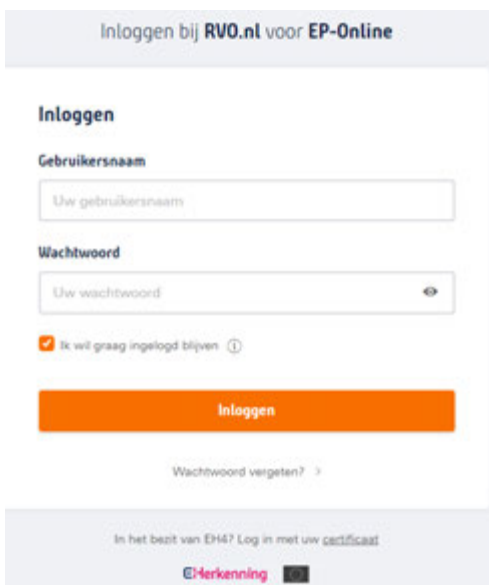 Inloggen bij RVO.nl voor EP-Online
Inloggen
Gebruikersnaam
Uw gebruikersnaam
Wachtwoord
Uw wachtwoord
Ik wil graag ingelogd blijven
Inloggen
Wachtwoord vergeten? >
In het bezit van EH4? Log in met uw certificaat
eHerkenning